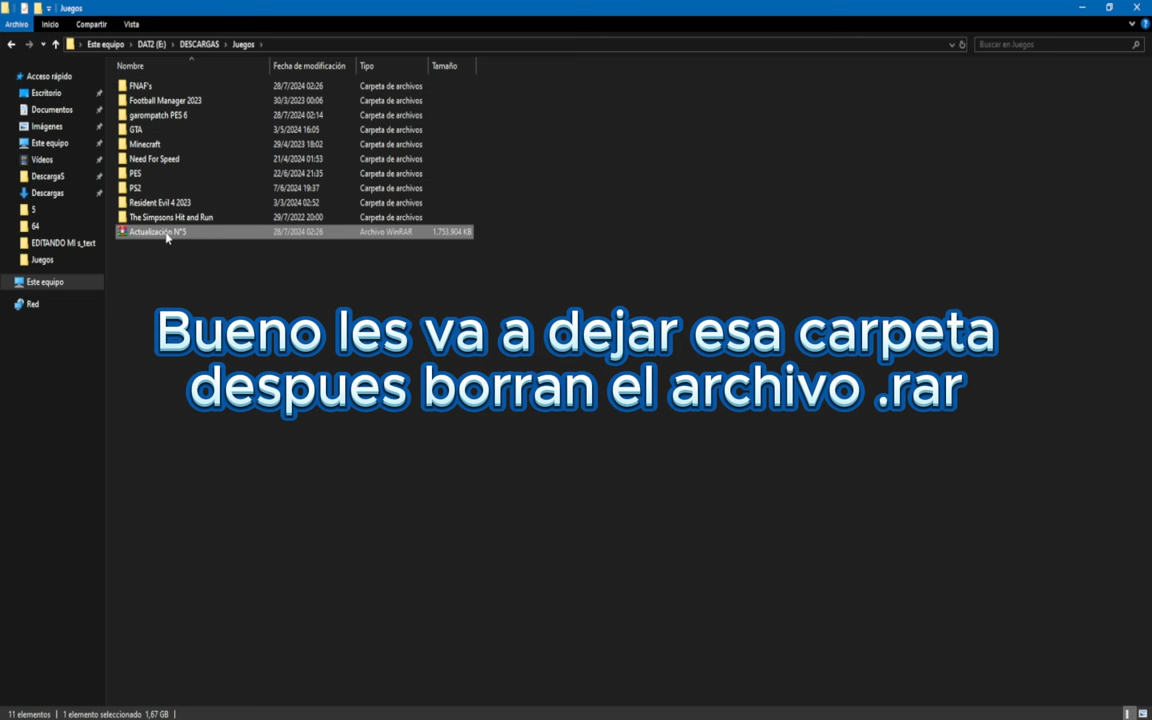 Juegos
Archivo Inicio Compartir Vista
Este equipo > DAT2 (E:) > DESCARGAS > Juegos >
Buscar en Juegos
Nombre Fecha de modificación Tipo Tamaño
Acceso rápido
Escritorio
Documentos
Imágenes
Este equipo
Vídeos
DescargaS
Descargas
5
64
EDITANDO MI s_text
Juegos
Este equipo
Red
FNAF's 28/7/2024 02:26 Carpeta de archivos
Football Manager 2023 30/3/2023 00:06 Carpeta de archivos
garompatch PES 6 28/7/2024 02:14 Carpeta de archivos
GTA 3/5/2024 16:05 Carpeta de archivos
Minecraft 29/4/2023 18:02 Carpeta de archivos
Need For Speed 21/4/2024 01:53 Carpeta de archivos
PES 22/6/2024 21:35 Carpeta de archivos
PS2 7/6/2024 19:37 Carpeta de archivos
Resident Evil 4 2023 3/3/2024 02:52 Carpeta de archivos
The Simpsons Hit and Run 29/7/2022 20:00 Carpeta de archivos
Actualización N°5 28/7/2024 02:26 Archivo WinRAR 1.753.904 KB
Bueno les va a dejar esa carpeta
despues borran el archivo .rar
11 elementos | 1 elemento seleccionado 1,67 GB |